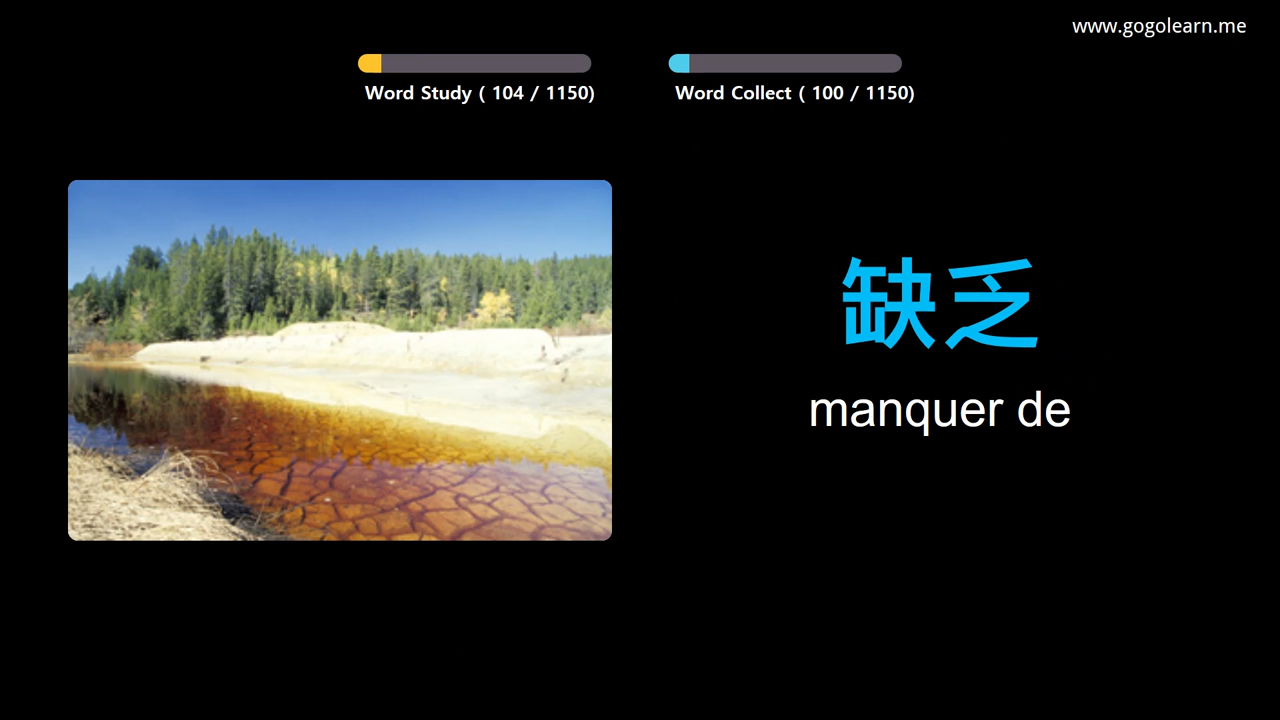 www.gogolearn.me
Word Study ( 104 / 1150)
Word Collect ( 100 / 1150)
缺乏
manquer de